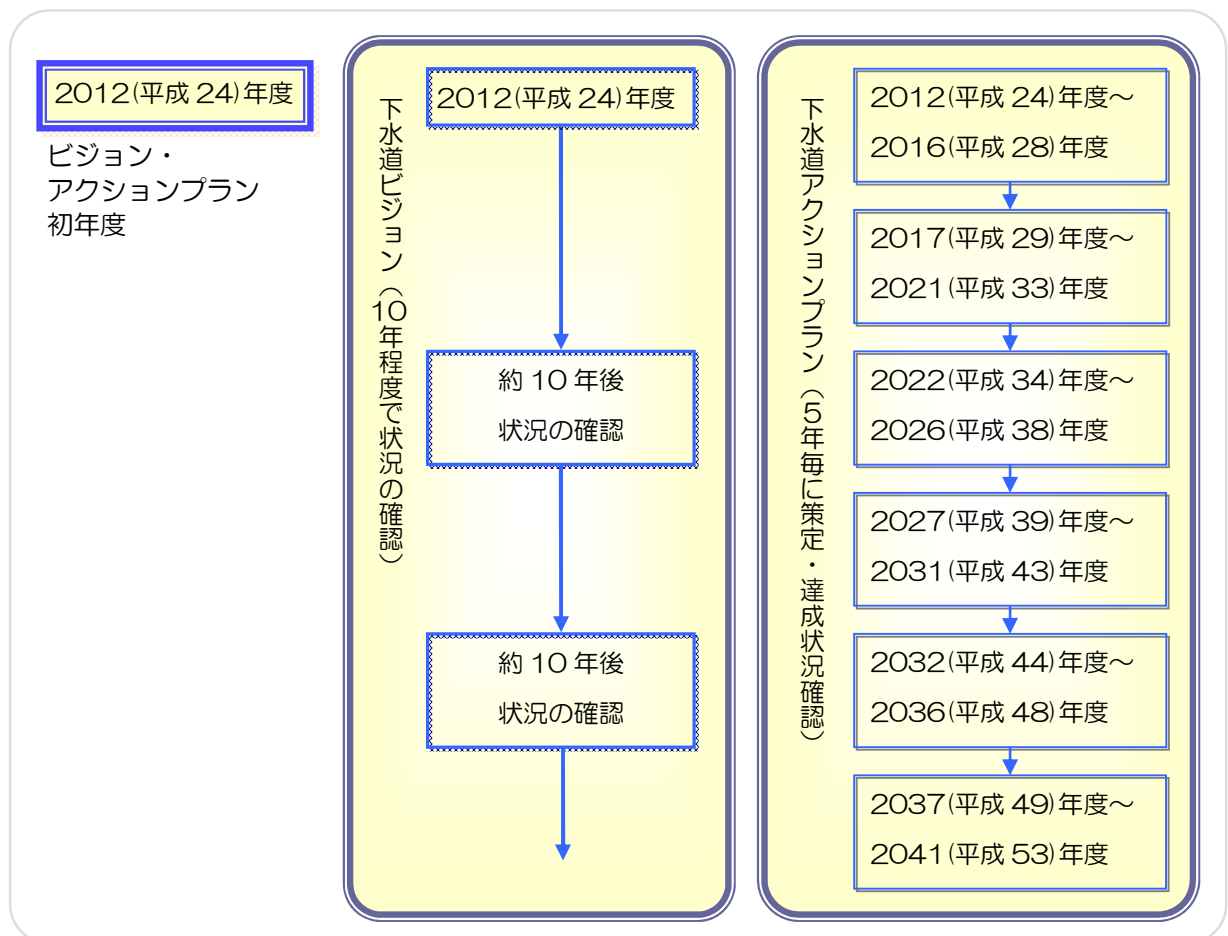 2012(平成 24)年度
ビジョン・
アクションプラン
初年度
下水道ビジョン（10年程度で状況の確認）
2012(平成 24)年度
約 10 年後
状況の確認
約 10 年後
状況の確認
下水道アクションプラン（5年毎に策定・達成状況確認）
2012(平成 24)年度～
2016(平成 28)年度
2017(平成 29)年度～
2021(平成 33)年度
2022(平成 34)年度～
2026(平成 38)年度
2027(平成 39)年度～
2031(平成 43)年度
2032(平成 44)年度～
2036(平成 48)年度
2037(平成 49)年度～
2041(平成 53)年度